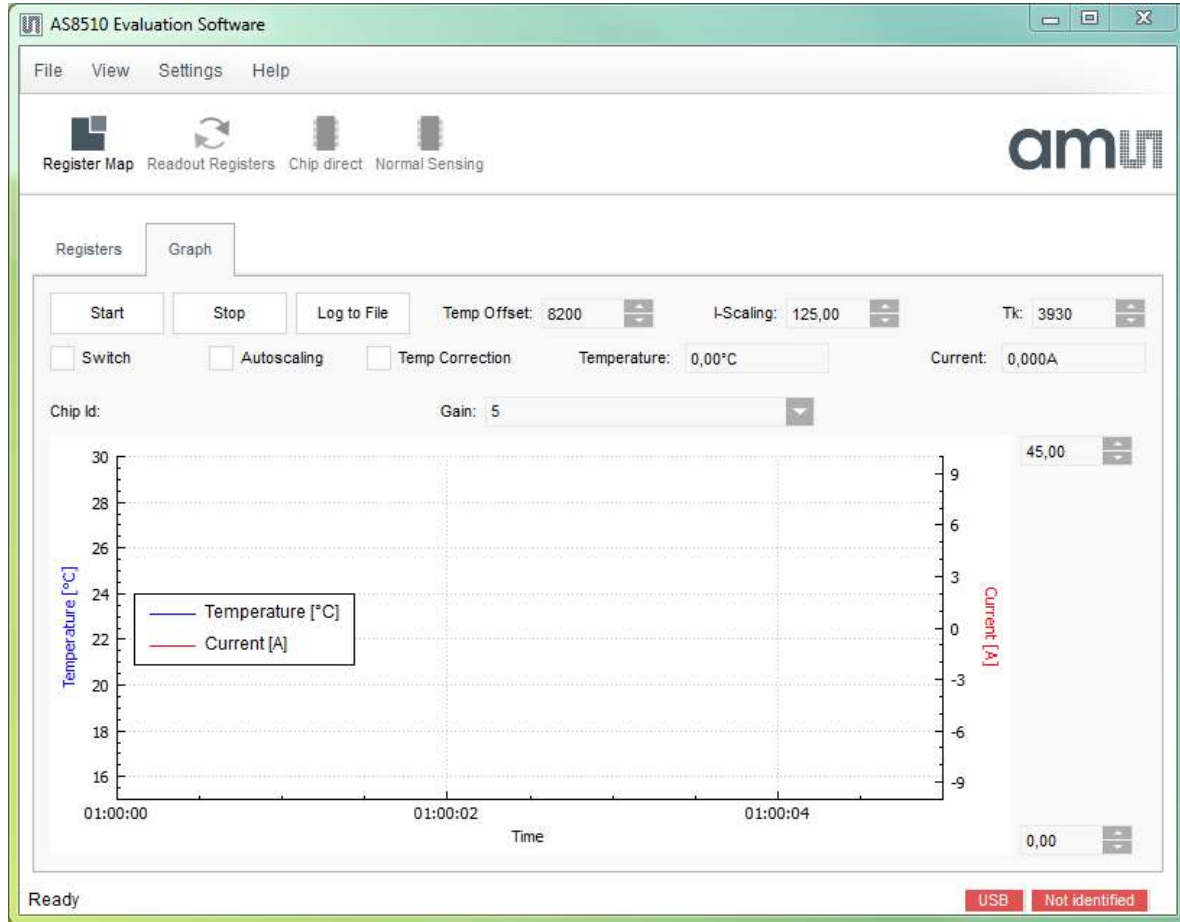 AS8510 Evaluation Software
File View Settings Help
Register Map Readout Registers Chip direct Normal Sensing
am
Registers Graph
Start Stop Log to File Temp Offset: 8200 I-Scaling: 125,00 Tk: 3930
Switch Autoscaling Temp Correction Temperature: 0,00°C Current: 0,000A
Chip Id: Gain: 5
45,00
30
28
26
24
22
20
18
16
Temperature [°C]
Temperature [°C]
Current [A]
9
6
3
0
-3
-6
-9
Current [A]
01:00:00 01:00:02 01:00:04
Time
0,00
Ready USB Not identified